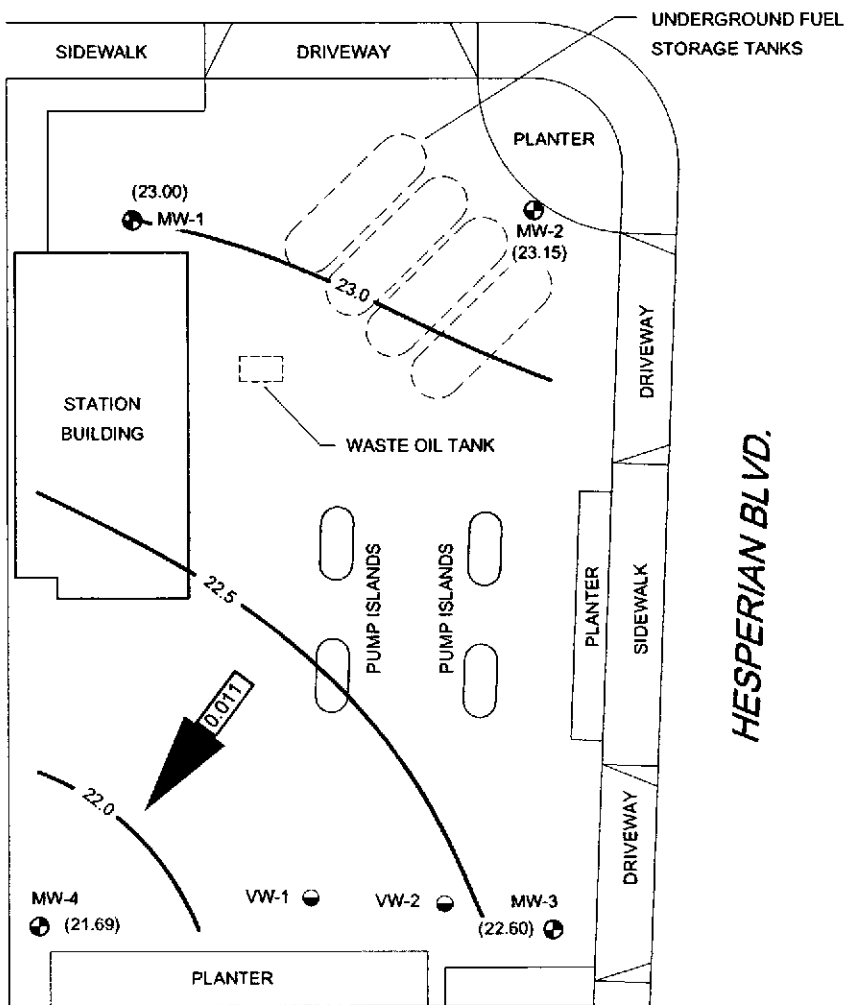 UNDERGROUND FUEL
STORAGE TANKS
SIDEWALK
DRIVEWAY
PLANTER
(23.00)
MW-1
MW-2
(23.15)
23.0
DRIVEWAY
STATION
BUILDING
WASTE OIL TANK
HESPERIAN BLVD.
22.5
PUMP ISLANDS
PUMP ISLANDS
PLANTER
SIDEWALK
0.011
22.0
DRIVEWAY
MW-4
(21.69)
VW-1
VW-2
MW-3
(22.60)
PLANTER